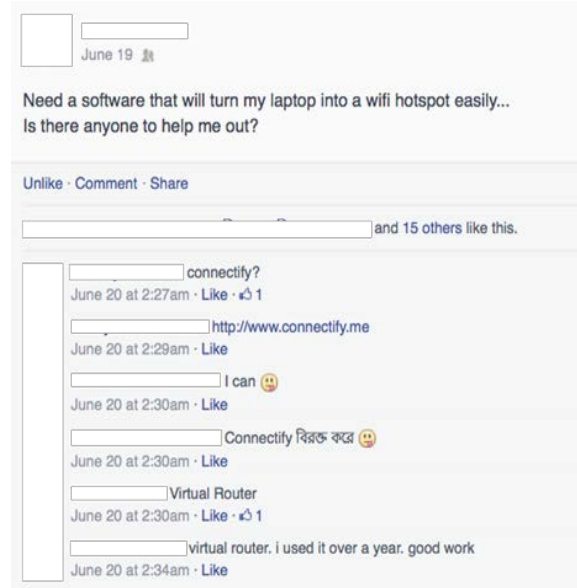 June 19
Need a software that will turn my laptop into a wifi hotspot easily...
Is there anyone to help me out?
Unlike · Comment · Share
and 15 others like this.
connectify?
June 20 at 2:27am · Like · 1
http://www.connectify.me
June 20 at 2:29am · Like
I can
June 20 at 2:30am · Like
Connectify বিরক্ত করে
June 20 at 2:30am · Like
Virtual Router
June 20 at 2:30am · Like · 1
virtual router. i used it over a year. good work
June 20 at 2:34am · Like